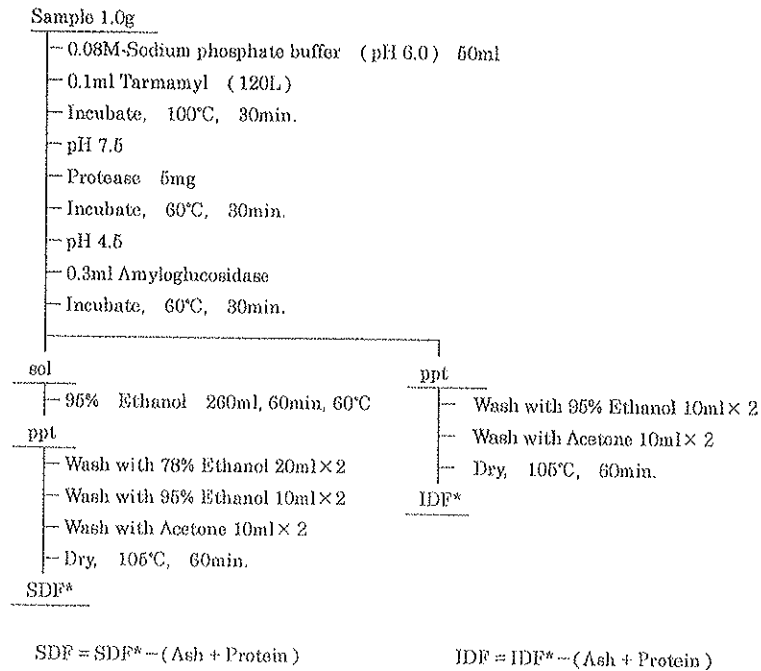 Sample 1.0g
0.08M-Sodium phosphate buffer (pH 6.0) 50ml
0.1ml Tarmamyl (120L)
Incubate, 100℃, 30min.
pH 7.5
Protease 5mg
Incubate, 60℃, 30min.
pH 4.5
0.3ml Amyloglucosidase
Incubate, 60℃, 30min.
sol
95% Ethanol 260ml, 60min, 60℃
ppt
Wash with 78% Ethanol 20ml×2
Wash with 95% Ethanol 10ml×2
Wash with Acetone 10ml×2
Dry, 105℃, 60min.
SDF*
ppt
Wash with 95% Ethanol 10ml×2
Wash with Acetone 10ml×2
Dry, 105℃, 60min.
IDF*
SDF = SDF*−(Ash + Protein)
IDF = IDF*−(Ash + Protein)